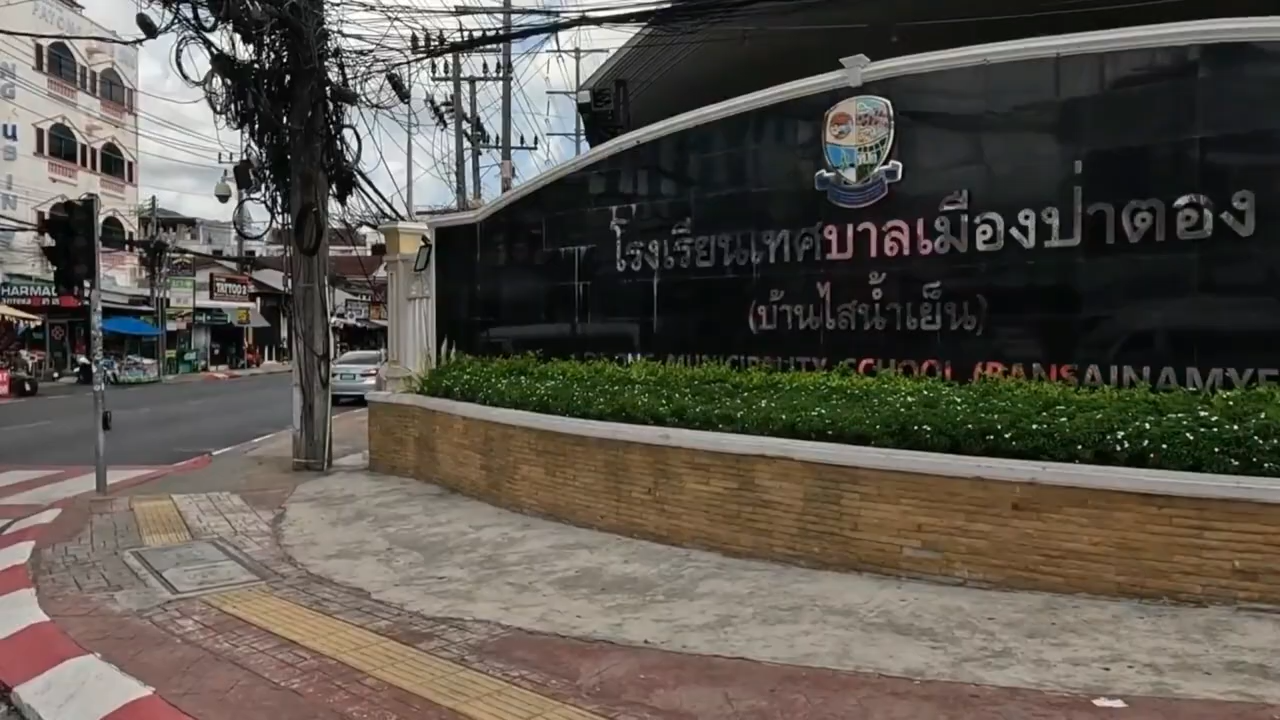 PATONG
TATTOO
โรงเรียนเทศบาลเมืองป่าตอง
(บ้านไสน้ำเย็น)
MUNICIPALITY SCHOOL (BANSAINAMYE